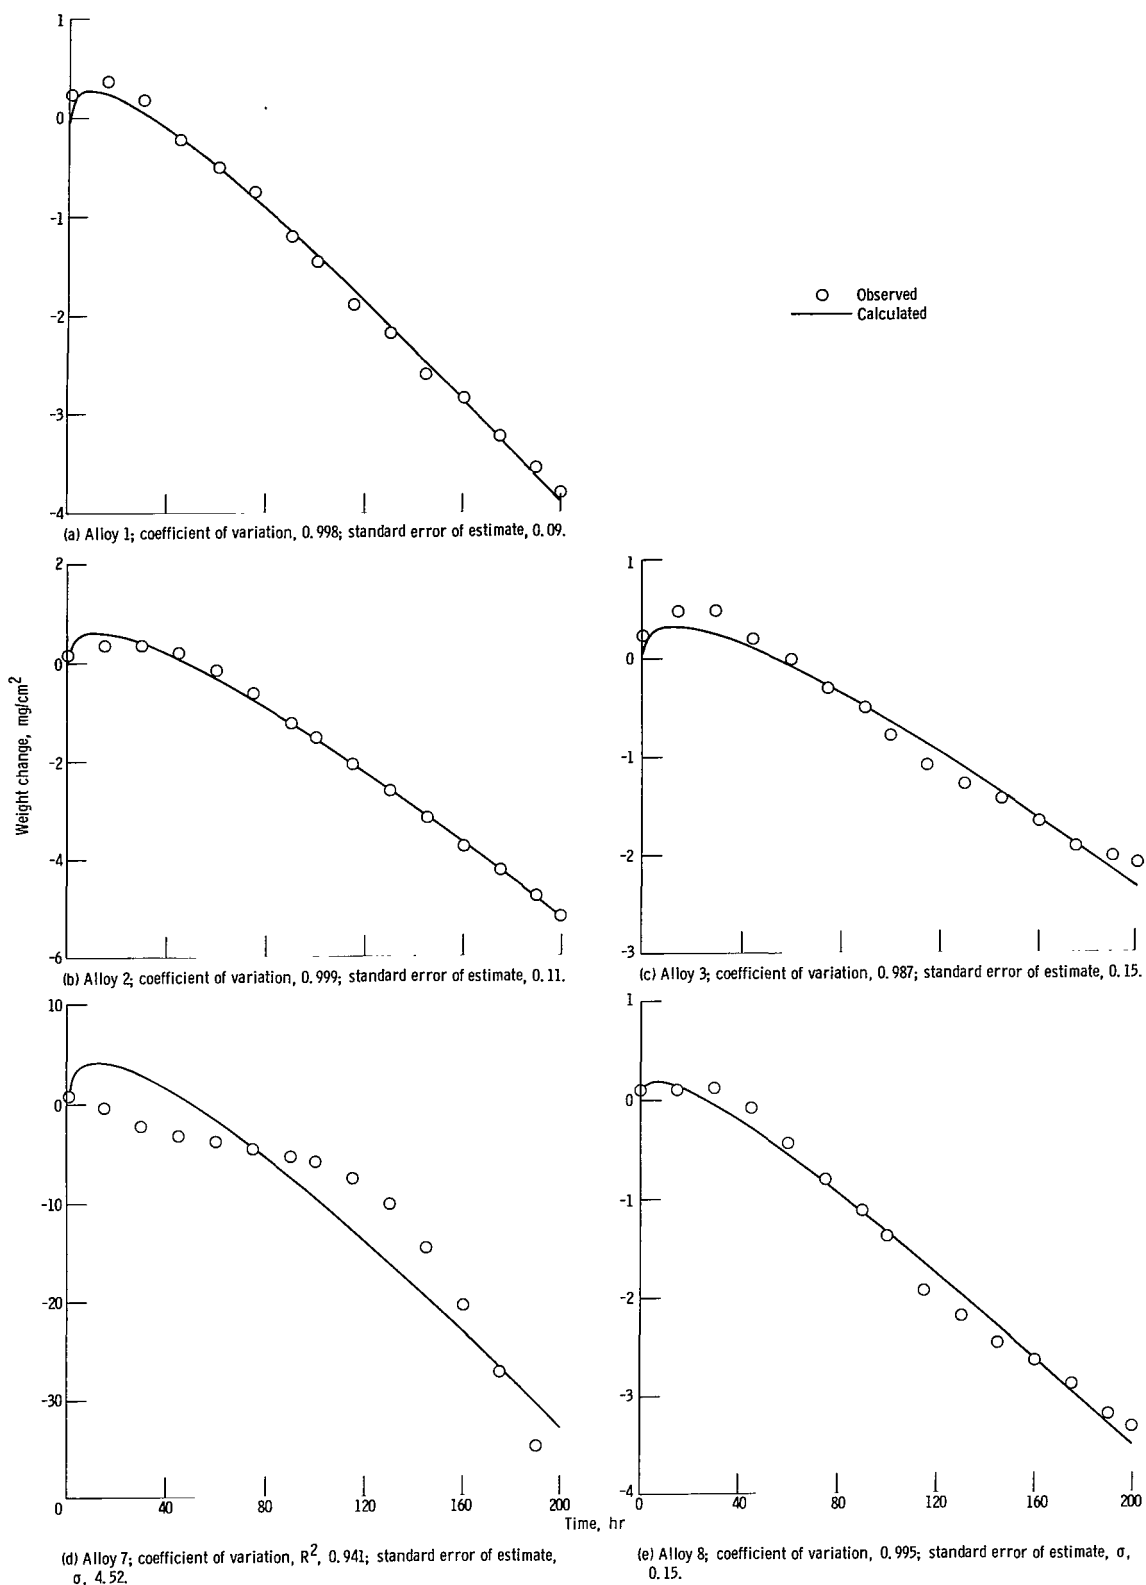 1
0
-1
-2
-3
-4
Observed
Calculated
(a) Alloy 1; coefficient of variation, 0.998; standard error of estimate, 0.09.
2
0
-2
-4
-6
Weight change, mg/cm2
(b) Alloy 2; coefficient of variation, 0.999; standard error of estimate, 0.11.
1
0
-1
-2
-3
(c) Alloy 3; coefficient of variation, 0.987; standard error of estimate, 0.15.
10
0
-10
-20
-30
0 40 80 120 160 200
(d) Alloy 7; coefficient of variation, R2, 0.941; standard error of estimate,
σ, 4.52.
1
0
-1
-2
-3
-4
0 40 80 120 160 200
Time, hr
(e) Alloy 8; coefficient of variation, 0.995; standard error of estimate, σ,
0.15.